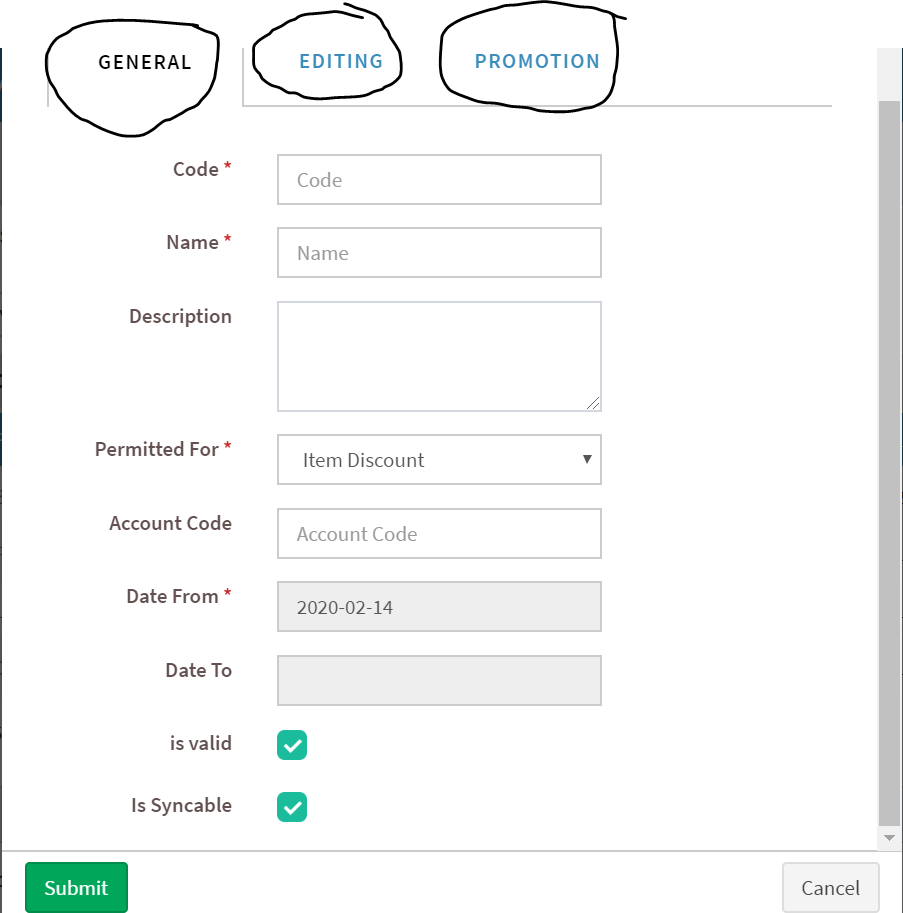 GENERAL EDITING PROMOTION
Code *
Code
Name *
Name
Description
Permitted For *
Item Discount
Account Code
Account Code
Date From *
2020-02-14
Date To
is valid
Is Syncable
Submit Cancel